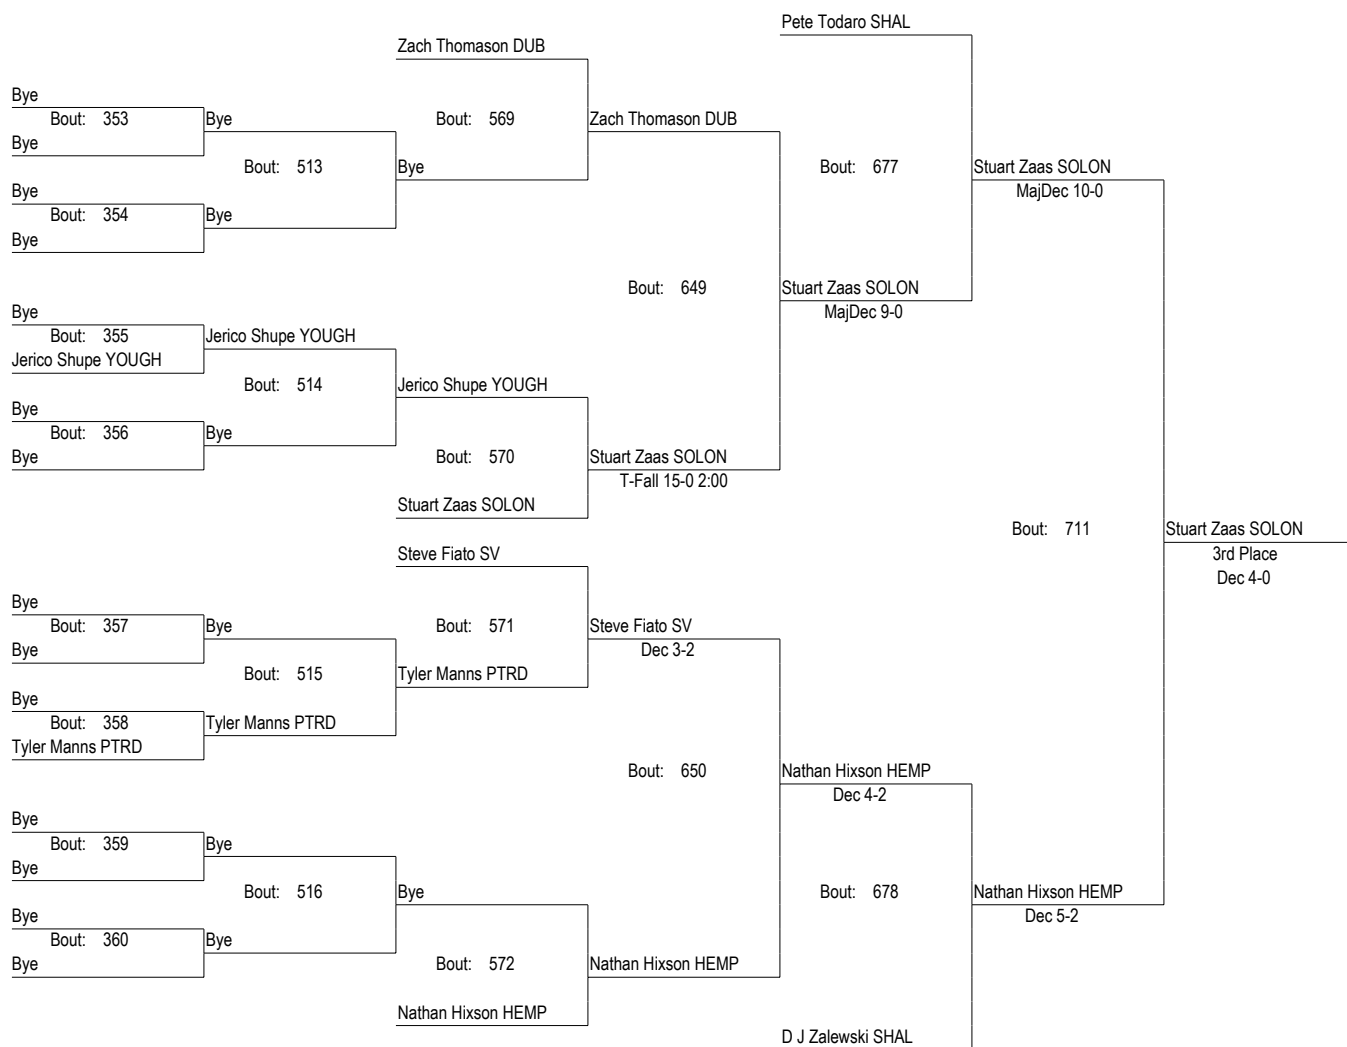 Pete Todaro SHAL
Zach Thomason DUB
Bye
Bout: 353
Bye
Bye
Bout: 513
Bye
Bout: 354
Bye
Bye
Bout: 569
Bye
Zach Thomason DUB
Bout: 677
Stuart Zaas SOLON
MajDec 10-0
Bout: 649
Stuart Zaas SOLON
MajDec 9-0
Bye
Bout: 355
Jerico Shupe YOUGH
Jerico Shupe YOUGH
Bout: 514
Jerico Shupe YOUGH
Bye
Bout: 356
Bye
Bye
Bout: 570
Stuart Zaas SOLON
T-Fall 15-0 2:00
Stuart Zaas SOLON
Bout: 711
Stuart Zaas SOLON
3rd Place
Dec 4-0
Steve Fiato SV
Bye
Bout: 357
Bye
Bye
Bout: 571
Steve Fiato SV
Dec 3-2
Bout: 515
Tyler Manns PTRD
Bye
Bout: 358
Tyler Manns PTRD
Tyler Manns PTRD
Bout: 650
Nathan Hixson HEMP
Dec 4-2
Bye
Bout: 359
Bye
Bye
Bout: 516
Bye
Bout: 678
Nathan Hixson HEMP
Dec 5-2
Bye
Bout: 360
Bye
Bye
Bout: 572
Nathan Hixson HEMP
Nathan Hixson HEMP
D J Zalewski SHAL